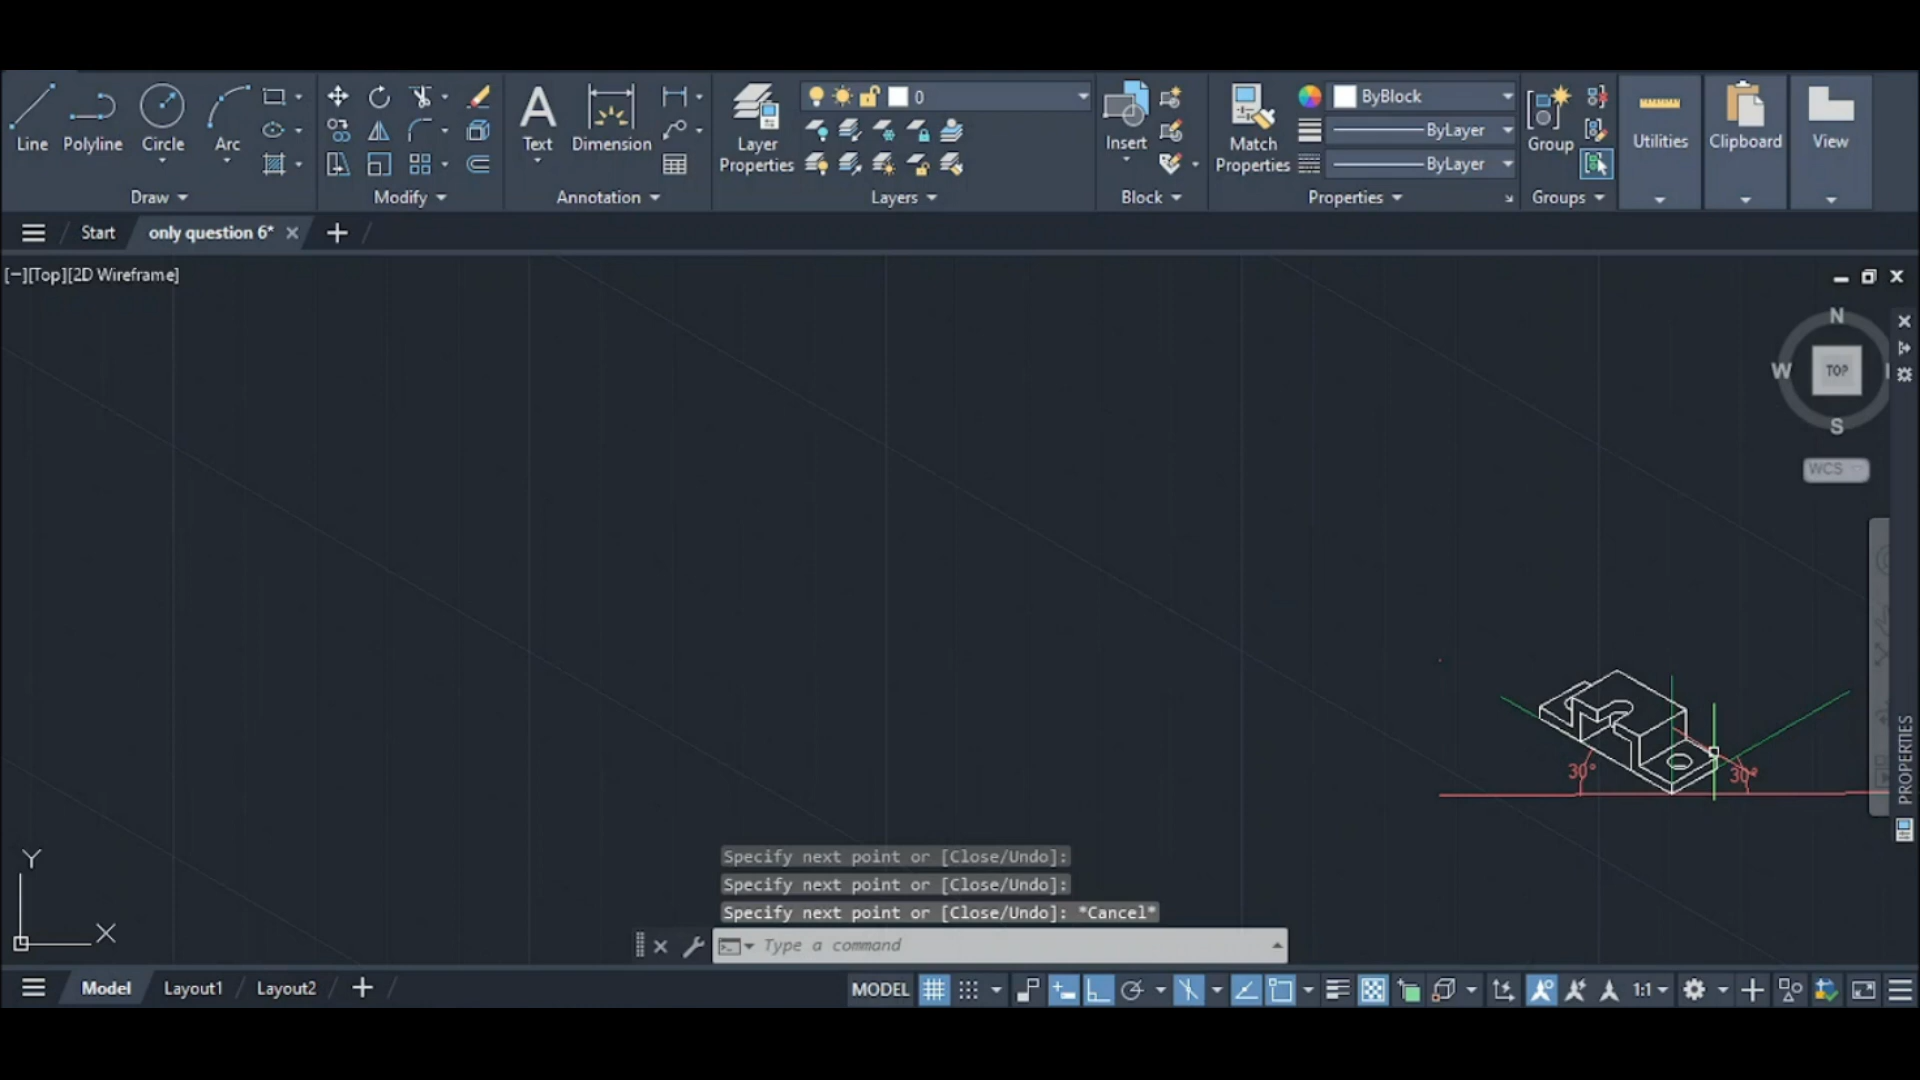 Line
Polyline
Circle
Arc
Draw
Modify
Text
Dimension
Annotation
Layer Properties
0
Layers
Insert
Block
Match Properties
ByBlock
ByLayer
ByLayer
Properties
Group
Groups
Utilities
Clipboard
View
Start
only question 6*
[−][Top][2D Wireframe]
N
W
TOP
S
WCS
PROPERTIES
30°
30°
Y
X
Specify next point or [Close/Undo]:
Specify next point or [Close/Undo]:
Specify next point or [Close/Undo]: *Cancel*
Type a command
Model
Layout1
Layout2
MODEL
1:1